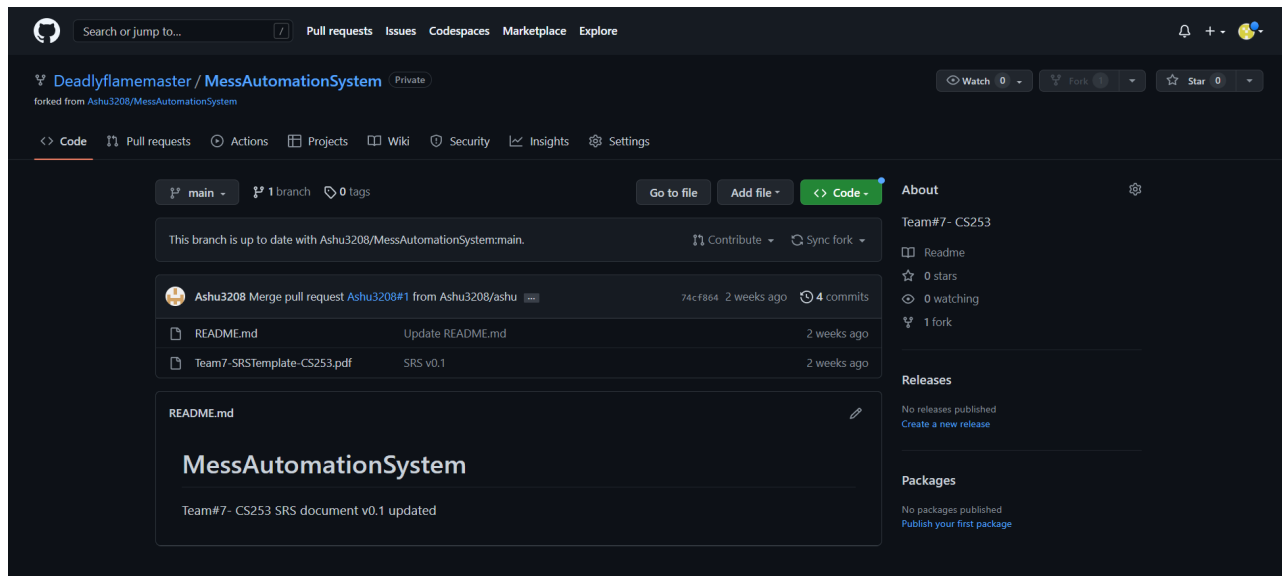 Search or jump to... / Pull requests Issues Codespaces Marketplace Explore
Deadlyflamemaster / MessAutomationSystem Private
Watch 0 Fork 1 Star 0
forked from Ashu3208/MessAutomationSystem
Code Pull requests Actions Projects Wiki Security Insights Settings
main 1 branch 0 tags Go to file Add file Code
This branch is up to date with Ashu3208/MessAutomationSystem:main. Contribute Sync fork
Ashu3208 Merge pull request Ashu3208#1 from Ashu3208/ashu ... 74cf864 2 weeks ago 4 commits
README.md Update README.md 2 weeks ago
Team7-SRSTemplate-CS253.pdf SRS v0.1 2 weeks ago
README.md
MessAutomationSystem
Team#7- CS253 SRS document v0.1 updated
About
Team#7- CS253
Readme
0 stars
0 watching
1 fork
Releases
No releases published
Create a new release
Packages
No packages published
Publish your first package